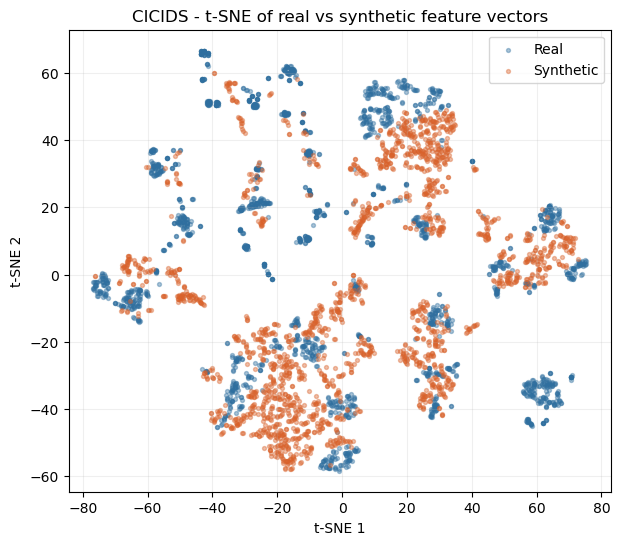 CICIDS - t-SNE of real vs synthetic feature vectors
Real
Synthetic
60
40
20
0
−20
−40
−60
t-SNE 2
−80 −60 −40 −20 0 20 40 60 80
t-SNE 1